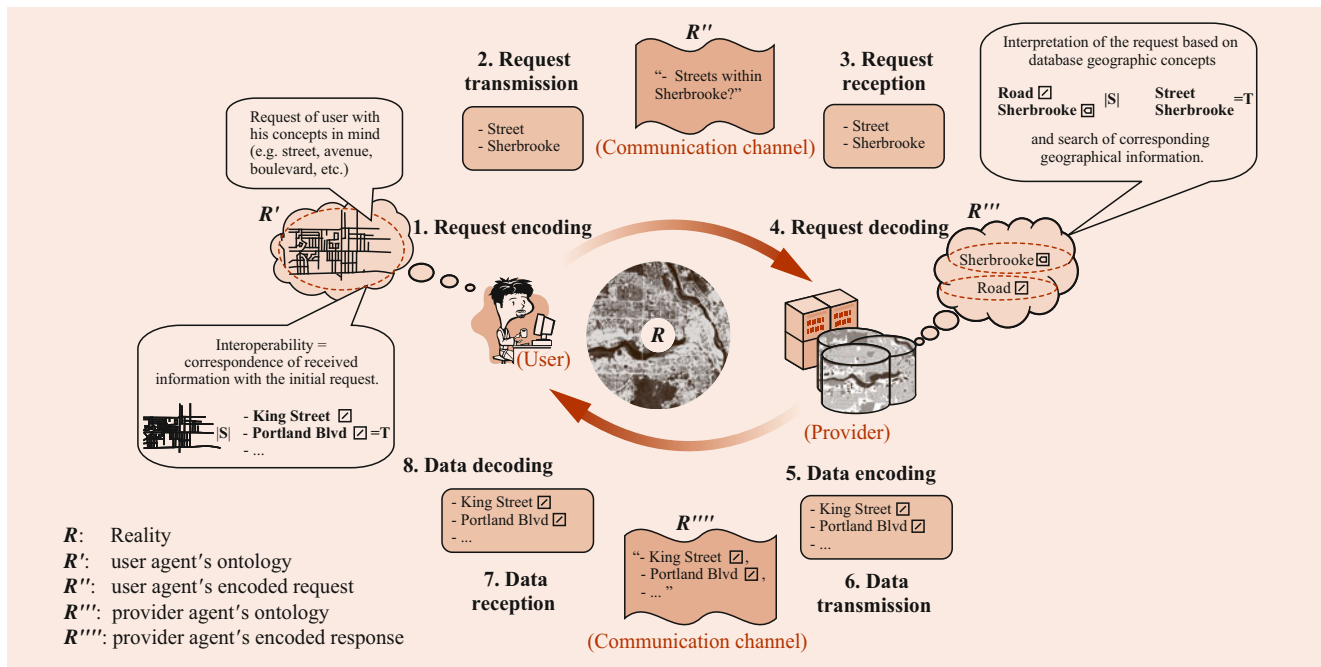 R''
2. Request
transmission
- Street
- Sherbrooke
“- Streets within
Sherbrooke?”
(Communication channel)
3. Request
reception
- Street
- Sherbrooke
Interpretation of the request based on
database geographic concepts
Road |S| Street
Sherbrooke Sherbrooke =T
and search of corresponding
geographical information.
Request of user with
his concepts in mind
(e.g. street, avenue,
boulevard, etc.)
R'
1. Request encoding
4. Request decoding
R'''
Sherbrooke
Road
R
(User)
(Provider)
Interoperability =
correspondence of received
information with the initial request.
- King Street
|S| - Portland Blvd =T
- ...
8. Data decoding
- King Street
- Portland Blvd
- ...
7. Data
reception
R''''
“- King Street ,
- Portland Blvd ,
- ... ”
(Communication channel)
5. Data encoding
- King Street
- Portland Blvd
- ...
6. Data
transmission
R: Reality
R': user agent's ontology
R'': user agent's encoded request
R''': provider agent's ontology
R'''': provider agent's encoded response